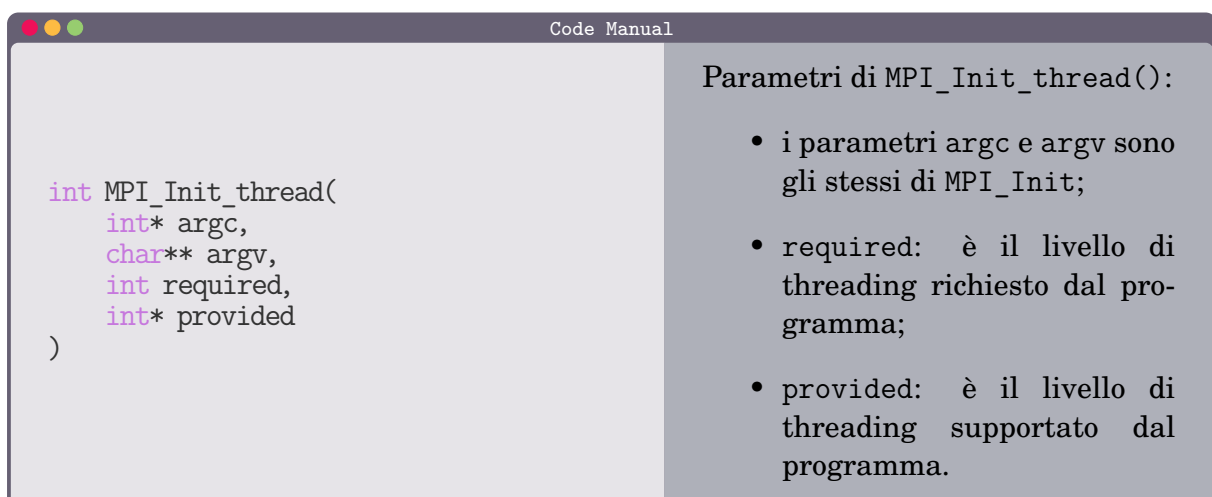 Code Manual
int MPI_Init_thread(
    int* argc,
    char** argv,
    int required,
    int* provided
)
Parametri di MPI_Init_thread():
• i parametri argc e argv sono
gli stessi di MPI_Init;
• required: è il livello di
threading richiesto dal pro-
gramma;
• provided: è il livello di
threading supportato dal
programma.